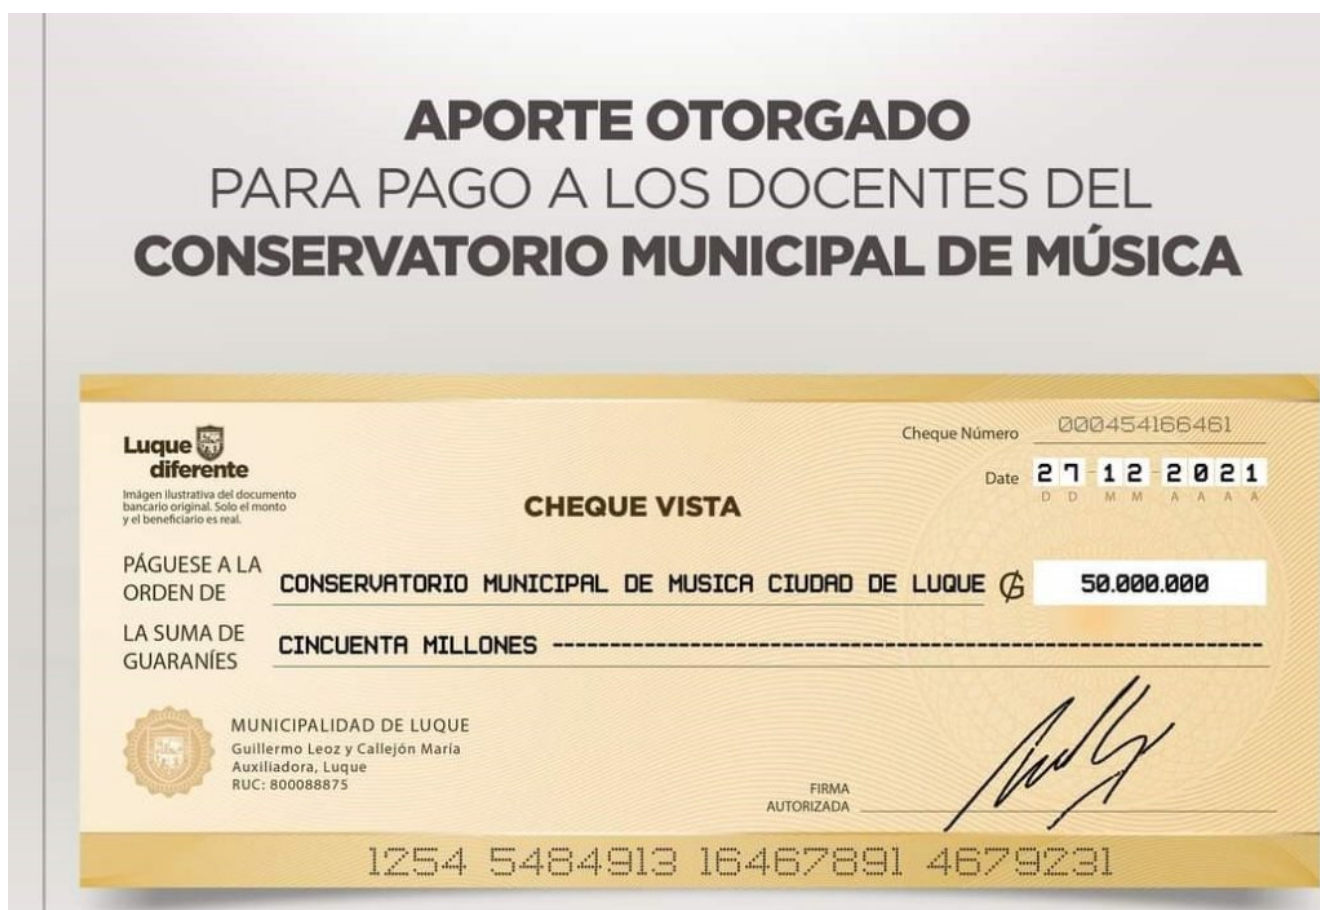 APORTE OTORGADO
PARA PAGO A LOS DOCENTES DEL
CONSERVATORIO MUNICIPAL DE MÚSICA
Luque
diferente
Imágen ilustrativa del documento
bancario original. Solo el monto
y el beneficiario es real.
Cheque Número 000454166461
Date 27-12-2021
D D M M A A A A
CHEQUE VISTA
PÁGUESE A LA
ORDEN DE CONSERVATORIO MUNICIPAL DE MUSICA CIUDAD DE LUQUE ₲ 50.000.000
LA SUMA DE
GUARANÍES CINCUENTA MILLONES ------------------------------------------------------------
MUNICIPALIDAD DE LUQUE
Guillermo Leoz y Callejón María
Auxiliadora, Luque
RUC: 800088875
FIRMA
AUTORIZADA
1254 5484913 16467891 4679231